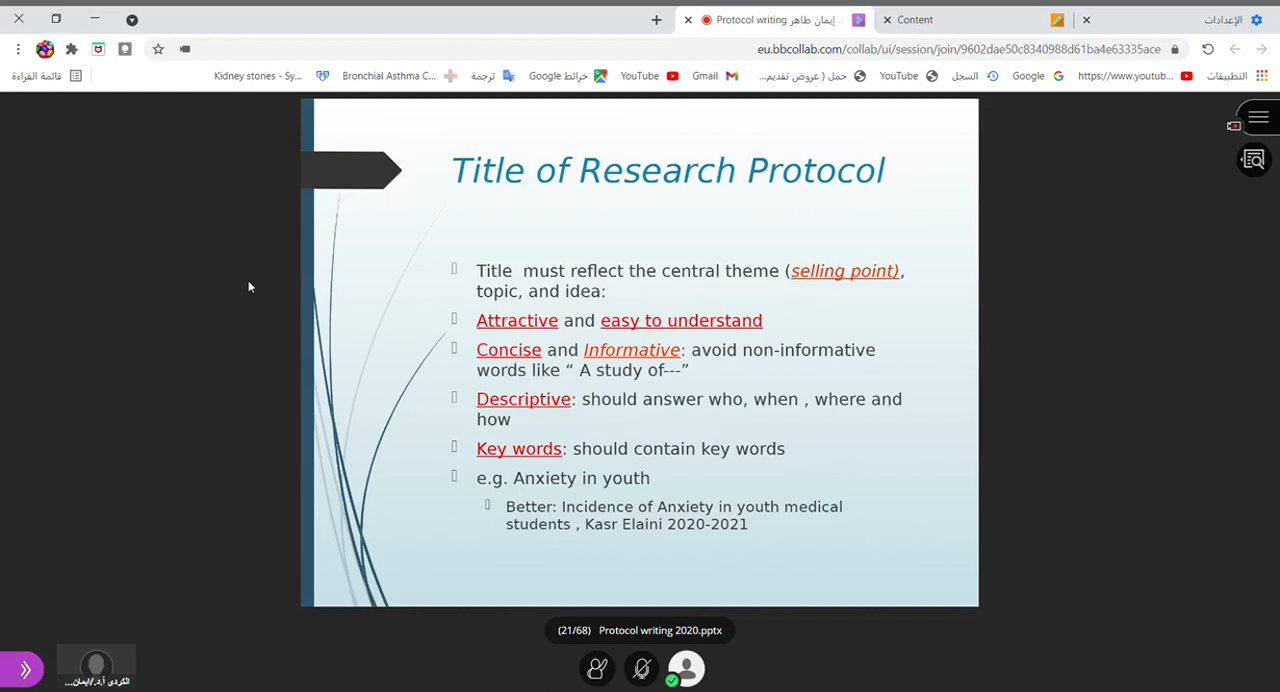 Protocol writing د. إيمان طاهر
Content
الإعدادات
eu.bbcollab.com/collab/ui/session/join/9602dae50c8340988d61ba4e63335ace
قائمة القراءة
Kidney stones - Sy...
Bronchial Asthma C...
ترجمة
خرائط Google
YouTube
Gmail
حمل ( عروض تقديم...
YouTube
السجل
Google
https://www.youtub...
التطبيقات
Title of Research Protocol
Title must reflect the central theme (selling point),
topic, and idea:
Attractive and easy to understand
Concise and Informative: avoid non-informative
words like “ A study of---”
Descriptive: should answer who, when , where and
how
Key words: should contain key words
e.g. Anxiety in youth
Better: Incidence of Anxiety in youth medical
students , Kasr Elaini 2020-2021
(21/68) Protocol writing 2020.pptx
الكردى أ.د./ايمان...